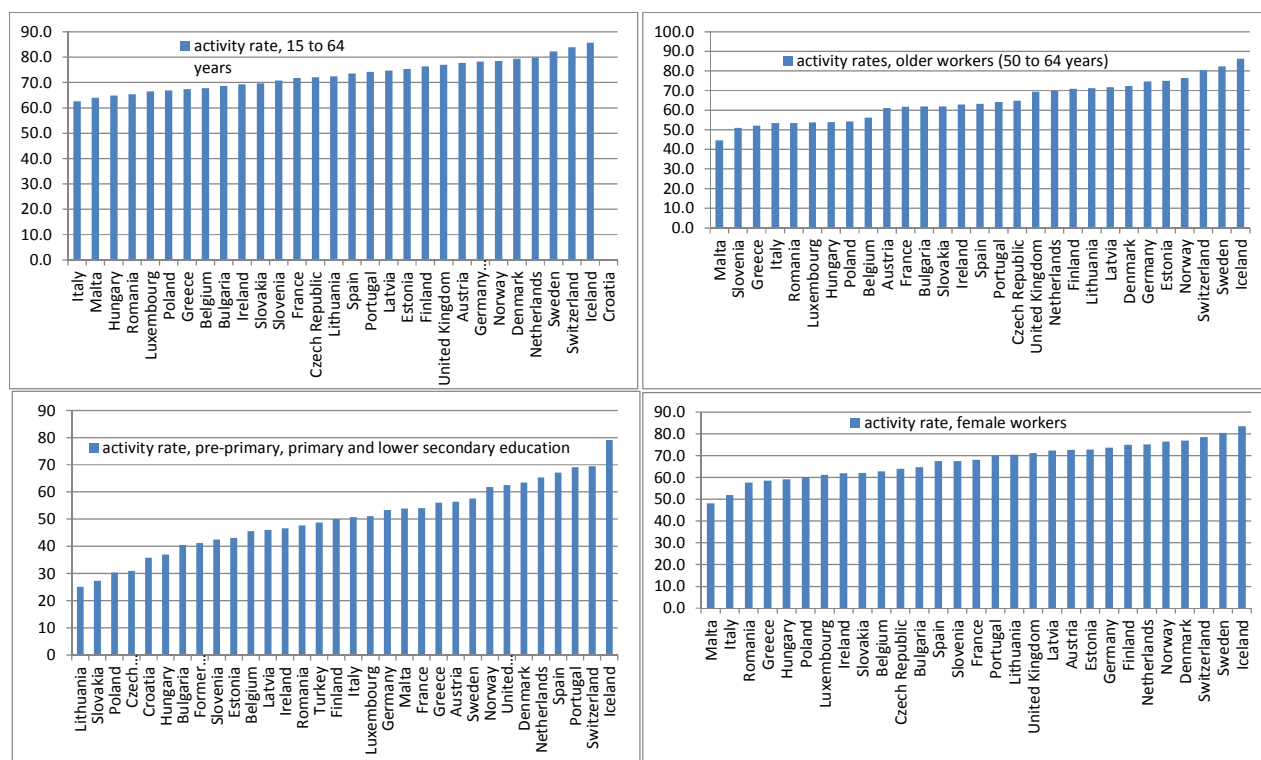 90.0
80.0
70.0
60.0
50.0
40.0
30.0
20.0
10.0
0.0
activity rate, 15 to 64
years
Italy
Malta
Hungary
Romania
Luxembourg
Poland
Greece
Belgium
Bulgaria
Ireland
Slovakia
Slovenia
France
Czech Republic
Lithuania
Spain
Portugal
Latvia
Estonia
Finland
United Kingdom
Austria
Germany…
Norway
Denmark
Netherlands
Sweden
Switzerland
Iceland
Croatia
100.0
90.0
80.0
70.0
60.0
50.0
40.0
30.0
20.0
10.0
0.0
activity rates, older workers (50 to 64 years)
Malta
Slovenia
Greece
Italy
Romania
Luxembourg
Hungary
Poland
Belgium
Austria
France
Bulgaria
Slovakia
Ireland
Spain
Portugal
Czech Republic
United Kingdom
Netherlands
Finland
Lithuania
Latvia
Denmark
Germany
Estonia
Norway
Switzerland
Sweden
Iceland
90
80
70
60
50
40
30
20
10
0
activity rate, pre-primary, primary and lower secondary education
Lithuania
Slovakia
Poland
Czech…
Croatia
Hungary
Bulgaria
Former…
Slovenia
Estonia
Belgium
Latvia
Ireland
Romania
Turkey
Finland
Italy
Luxembourg
Germany
Malta
France
Greece
Austria
Sweden
Norway
United…
Denmark
Netherlands
Spain
Portugal
Switzerland
Iceland
90.0
80.0
70.0
60.0
50.0
40.0
30.0
20.0
10.0
0.0
activity rate, female workers
Malta
Italy
Romania
Greece
Hungary
Poland
Luxembourg
Ireland
Slovakia
Belgium
Czech Republic
Bulgaria
Spain
Slovenia
France
Portugal
Lithuania
United Kingdom
Latvia
Austria
Estonia
Germany
Finland
Netherlands
Norway
Denmark
Switzerland
Sweden
Iceland